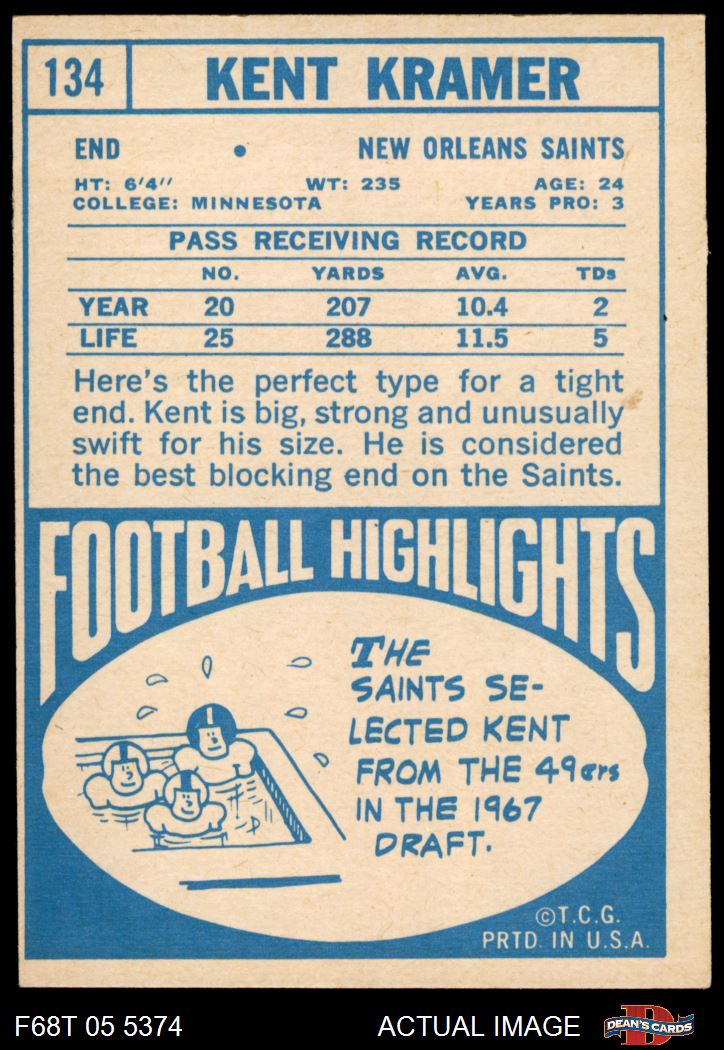 134 KENT KRAMER
END • NEW ORLEANS SAINTS
HT: 6'4" WT: 235 AGE: 24
COLLEGE: MINNESOTA YEARS PRO: 3
PASS RECEIVING RECORD
NO. YARDS AVG. TDs
YEAR 20 207 10.4 2
LIFE 25 288 11.5 5
Here's the perfect type for a tight
end. Kent is big, strong and unusually
swift for his size. He is considered
the best blocking end on the Saints.
FOOTBALL HIGHLIGHTS
THE
SAINTS SE-
LECTED KENT
FROM THE 49ers
IN THE 1967
DRAFT.
©T.C.G.
PRTD. IN U.S.A.
F68T 05 5374 ACTUAL IMAGE D DEAN'S CARDS